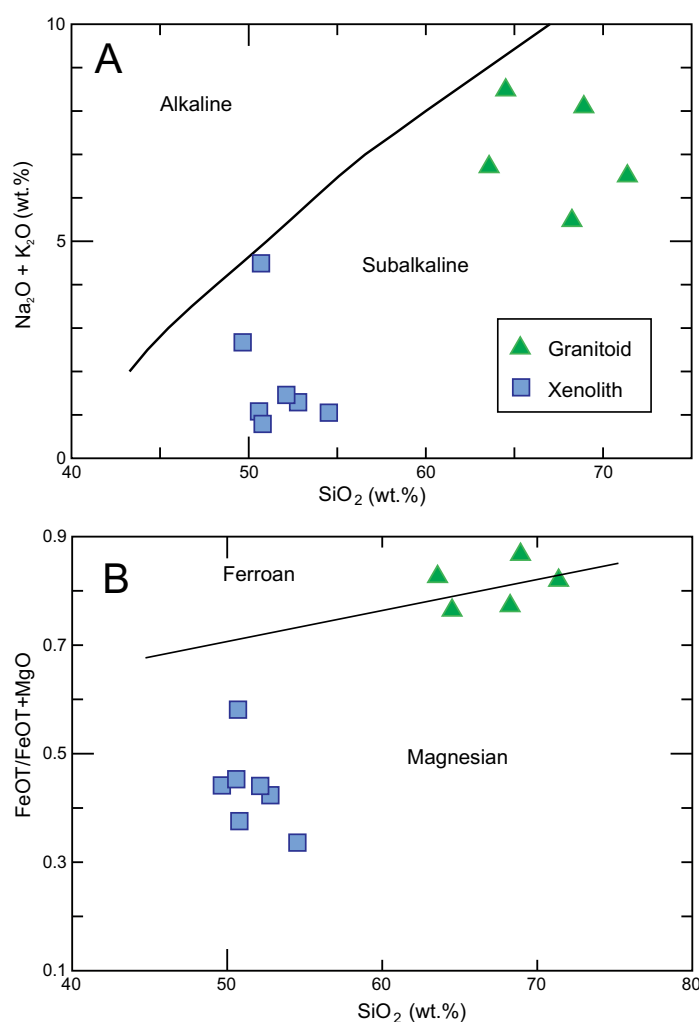 10
A
Alkaline
Na₂O + K₂O (wt.%)
5
Subalkaline
Granitoid
Xenolith
0
40
50
60
70
SiO₂ (wt.%)
0.9
B
Ferroan
0.7
FeOT/FeOT+MgO
0.5
Magnesian
0.3
0.1
40
50
60
70
80
SiO₂ (wt.%)